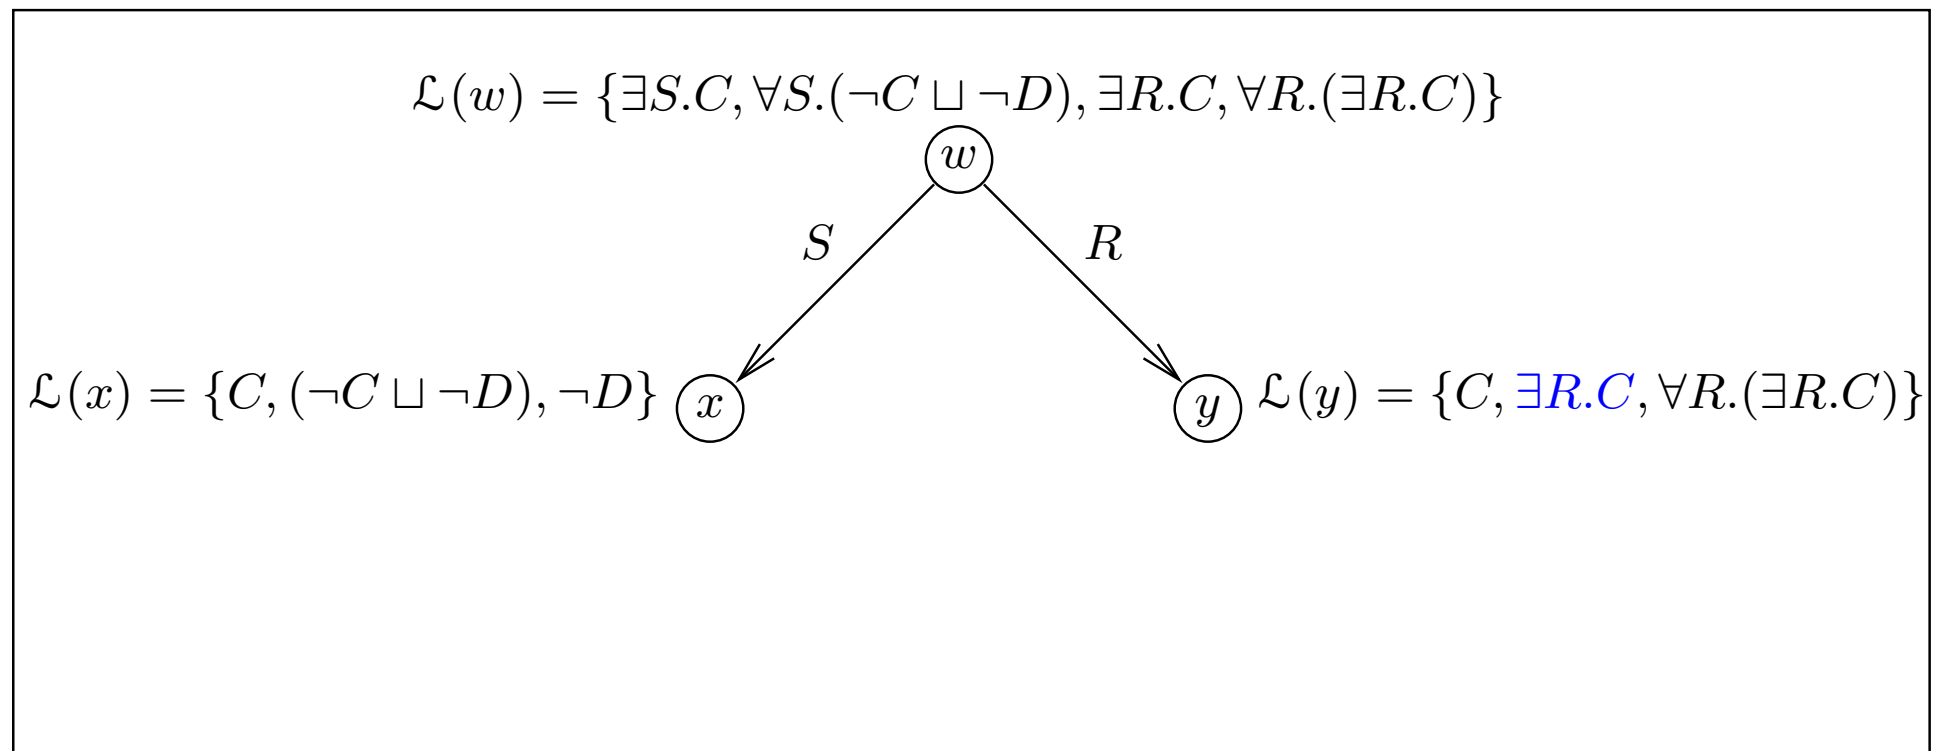 ℒ(w) = {∃S.C, ∀S.(¬C ⊔ ¬D), ∃R.C, ∀R.(∃R.C)}
w
S R
ℒ(x) = {C, (¬C ⊔ ¬D), ¬D} x y ℒ(y) = {C, ∃R.C, ∀R.(∃R.C)}